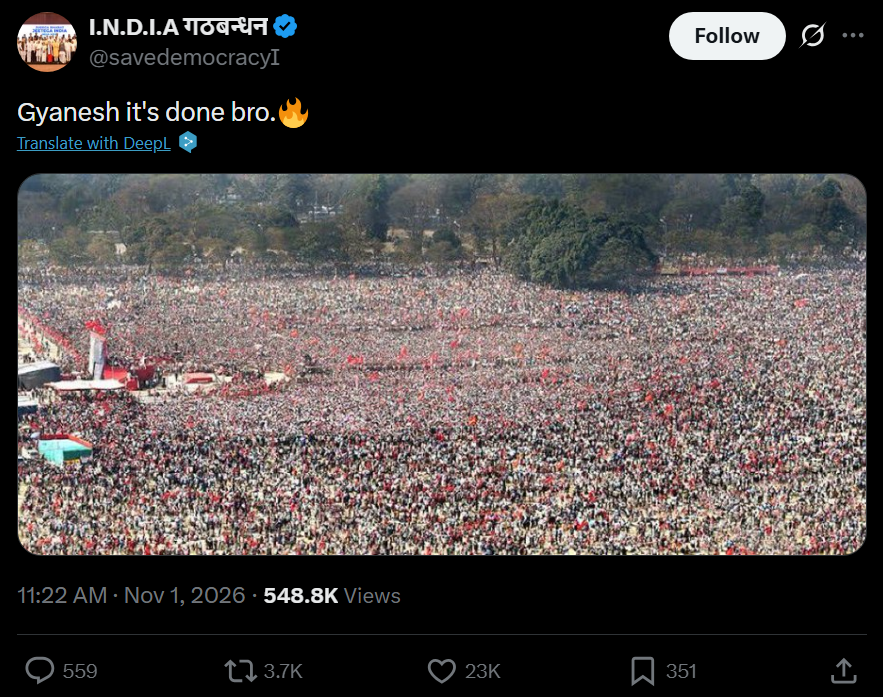 I.N.D.I.A गठबन्धन
@savedemocracyI
Follow
Gyanesh it's done bro.🔥
Translate with DeepL
11:22 AM · Nov 1, 2026 · 548.8K Views
559 3.7K 23K 351